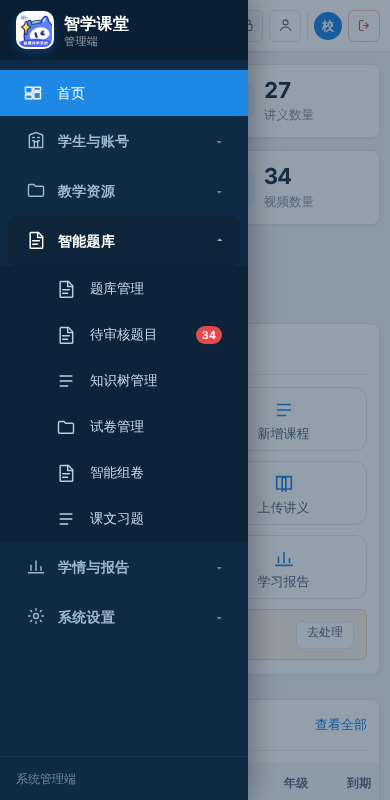 智学课堂
管理端
首页
学生与账号
教学资源
智能题库
题库管理
待审核题目 34
知识树管理
试卷管理
智能组卷
课文习题
学情与报告
系统设置
系统管理端
校
27
讲义数量
34
视频数量
新增课程
上传讲义
学习报告
去处理
查看全部
年级 到期